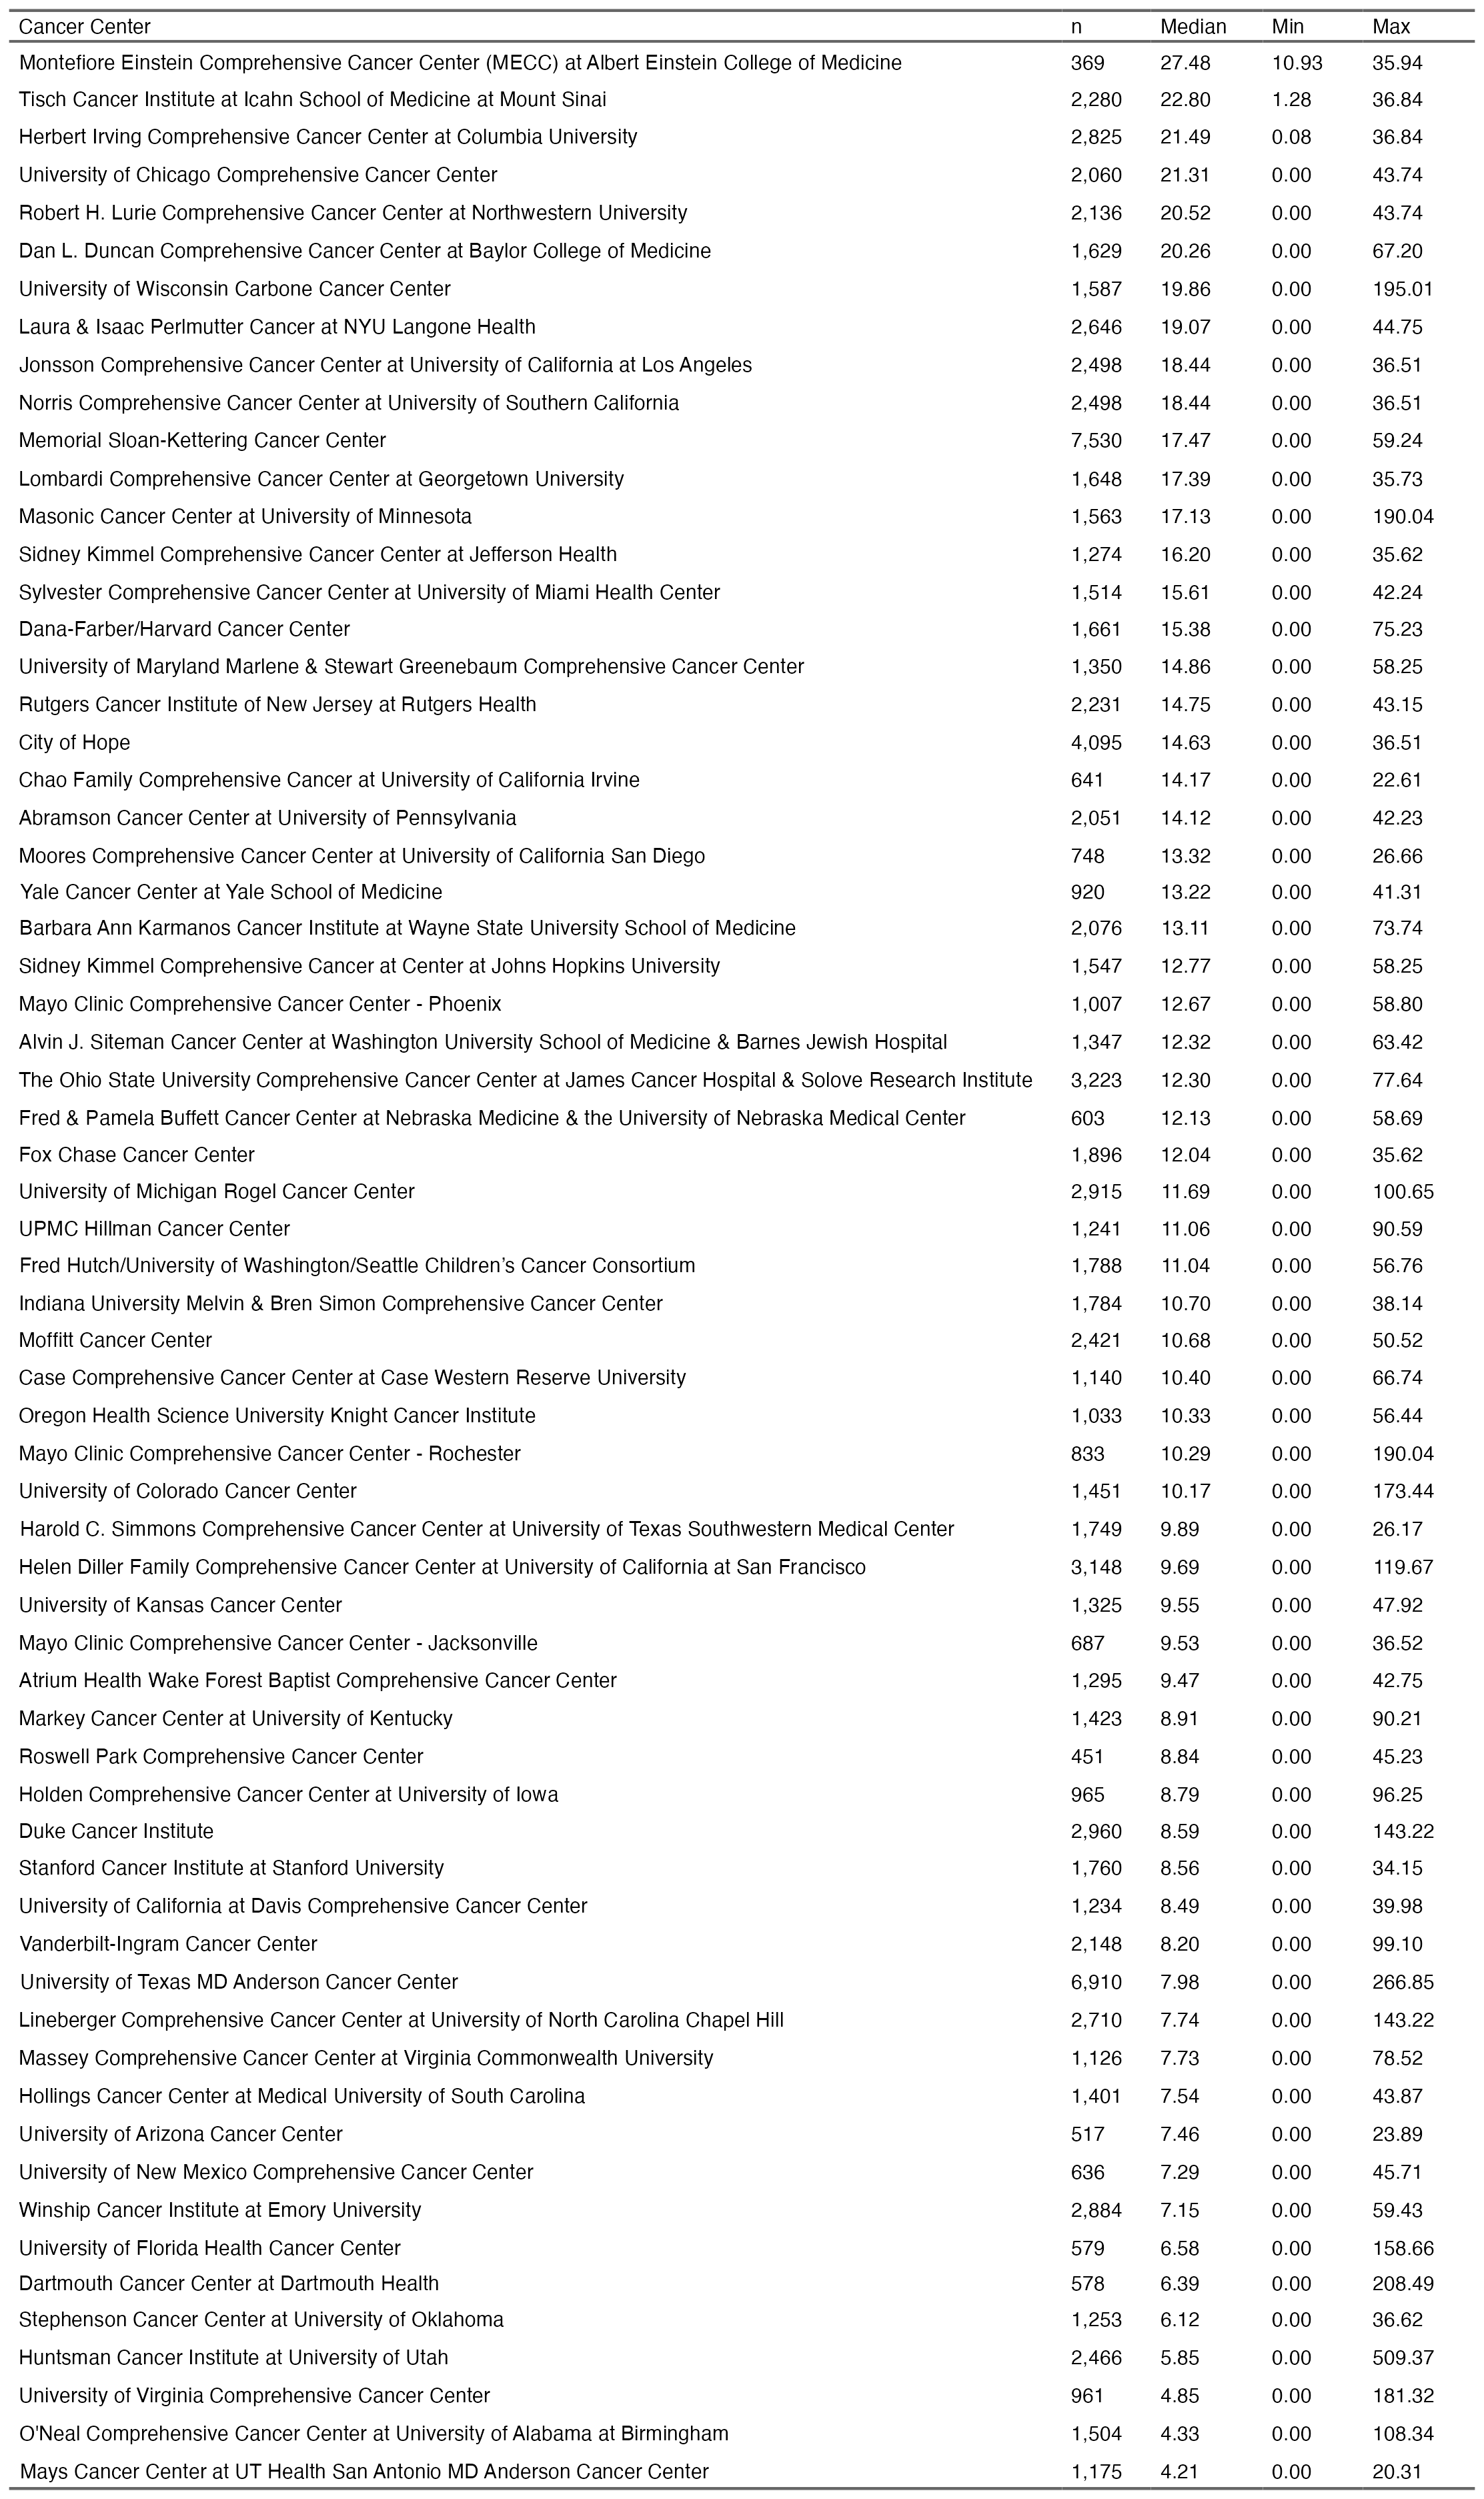 Cancer Center n Median Min Max
Montefiore Einstein Comprehensive Cancer Center (MECC) at Albert Einstein College of Medicine 369 27.48 10.93 35.94
Tisch Cancer Institute at Icahn School of Medicine at Mount Sinai 2,280 22.80 1.28 36.84
Herbert Irving Comprehensive Cancer Center at Columbia University 2,825 21.49 0.08 36.84
University of Chicago Comprehensive Cancer Center 2,060 21.31 0.00 43.74
Robert H. Lurie Comprehensive Cancer Center at Northwestern University 2,136 20.52 0.00 43.74
Dan L. Duncan Comprehensive Cancer Center at Baylor College of Medicine 1,629 20.26 0.00 67.20
University of Wisconsin Carbone Cancer Center 1,587 19.86 0.00 195.01
Laura & Isaac Perlmutter Cancer at NYU Langone Health 2,646 19.07 0.00 44.75
Jonsson Comprehensive Cancer Center at University of California at Los Angeles 2,498 18.44 0.00 36.51
Norris Comprehensive Cancer Center at University of Southern California 2,498 18.44 0.00 36.51
Memorial Sloan-Kettering Cancer Center 7,530 17.47 0.00 59.24
Lombardi Comprehensive Cancer Center at Georgetown University 1,648 17.39 0.00 35.73
Masonic Cancer Center at University of Minnesota 1,563 17.13 0.00 190.04
Sidney Kimmel Comprehensive Cancer Center at Jefferson Health 1,274 16.20 0.00 35.62
Sylvester Comprehensive Cancer Center at University of Miami Health Center 1,514 15.61 0.00 42.24
Dana-Farber/Harvard Cancer Center 1,661 15.38 0.00 75.23
University of Maryland Marlene & Stewart Greenebaum Comprehensive Cancer Center 1,350 14.86 0.00 58.25
Rutgers Cancer Institute of New Jersey at Rutgers Health 2,231 14.75 0.00 43.15
City of Hope 4,095 14.63 0.00 36.51
Chao Family Comprehensive Cancer at University of California Irvine 641 14.17 0.00 22.61
Abramson Cancer Center at University of Pennsylvania 2,051 14.12 0.00 42.23
Moores Comprehensive Cancer Center at University of California San Diego 748 13.32 0.00 26.66
Yale Cancer Center at Yale School of Medicine 920 13.22 0.00 41.31
Barbara Ann Karmanos Cancer Institute at Wayne State University School of Medicine 2,076 13.11 0.00 73.74
Sidney Kimmel Comprehensive Cancer at Center at Johns Hopkins University 1,547 12.77 0.00 58.25
Mayo Clinic Comprehensive Cancer Center - Phoenix 1,007 12.67 0.00 58.80
Alvin J. Siteman Cancer Center at Washington University School of Medicine & Barnes Jewish Hospital 1,347 12.32 0.00 63.42
The Ohio State University Comprehensive Cancer Center at James Cancer Hospital & Solove Research Institute 3,223 12.30 0.00 77.64
Fred & Pamela Buffett Cancer Center at Nebraska Medicine & the University of Nebraska Medical Center 603 12.13 0.00 58.69
Fox Chase Cancer Center 1,896 12.04 0.00 35.62
University of Michigan Rogel Cancer Center 2,915 11.69 0.00 100.65
UPMC Hillman Cancer Center 1,241 11.06 0.00 90.59
Fred Hutch/University of Washington/Seattle Children’s Cancer Consortium 1,788 11.04 0.00 56.76
Indiana University Melvin & Bren Simon Comprehensive Cancer Center 1,784 10.70 0.00 38.14
Moffitt Cancer Center 2,421 10.68 0.00 50.52
Case Comprehensive Cancer Center at Case Western Reserve University 1,140 10.40 0.00 66.74
Oregon Health Science University Knight Cancer Institute 1,033 10.33 0.00 56.44
Mayo Clinic Comprehensive Cancer Center - Rochester 833 10.29 0.00 190.04
University of Colorado Cancer Center 1,451 10.17 0.00 173.44
Harold C. Simmons Comprehensive Cancer Center at University of Texas Southwestern Medical Center 1,749 9.89 0.00 26.17
Helen Diller Family Comprehensive Cancer Center at University of California at San Francisco 3,148 9.69 0.00 119.67
University of Kansas Cancer Center 1,325 9.55 0.00 47.92
Mayo Clinic Comprehensive Cancer Center - Jacksonville 687 9.53 0.00 36.52
Atrium Health Wake Forest Baptist Comprehensive Cancer Center 1,295 9.47 0.00 42.75
Markey Cancer Center at University of Kentucky 1,423 8.91 0.00 90.21
Roswell Park Comprehensive Cancer Center 451 8.84 0.00 45.23
Holden Comprehensive Cancer Center at University of Iowa 965 8.79 0.00 96.25
Duke Cancer Institute 2,960 8.59 0.00 143.22
Stanford Cancer Institute at Stanford University 1,760 8.56 0.00 34.15
University of California at Davis Comprehensive Cancer Center 1,234 8.49 0.00 39.98
Vanderbilt-Ingram Cancer Center 2,148 8.20 0.00 99.10
University of Texas MD Anderson Cancer Center 6,910 7.98 0.00 266.85
Lineberger Comprehensive Cancer Center at University of North Carolina Chapel Hill 2,710 7.74 0.00 143.22
Massey Comprehensive Cancer Center at Virginia Commonwealth University 1,126 7.73 0.00 78.52
Hollings Cancer Center at Medical University of South Carolina 1,401 7.54 0.00 43.87
University of Arizona Cancer Center 517 7.46 0.00 23.89
University of New Mexico Comprehensive Cancer Center 636 7.29 0.00 45.71
Winship Cancer Institute at Emory University 2,884 7.15 0.00 59.43
University of Florida Health Cancer Center 579 6.58 0.00 158.66
Dartmouth Cancer Center at Dartmouth Health 578 6.39 0.00 208.49
Stephenson Cancer Center at University of Oklahoma 1,253 6.12 0.00 36.62
Huntsman Cancer Institute at University of Utah 2,466 5.85 0.00 509.37
University of Virginia Comprehensive Cancer Center 961 4.85 0.00 181.32
O'Neal Comprehensive Cancer Center at University of Alabama at Birmingham 1,504 4.33 0.00 108.34
Mays Cancer Center at UT Health San Antonio MD Anderson Cancer Center 1,175 4.21 0.00 20.31